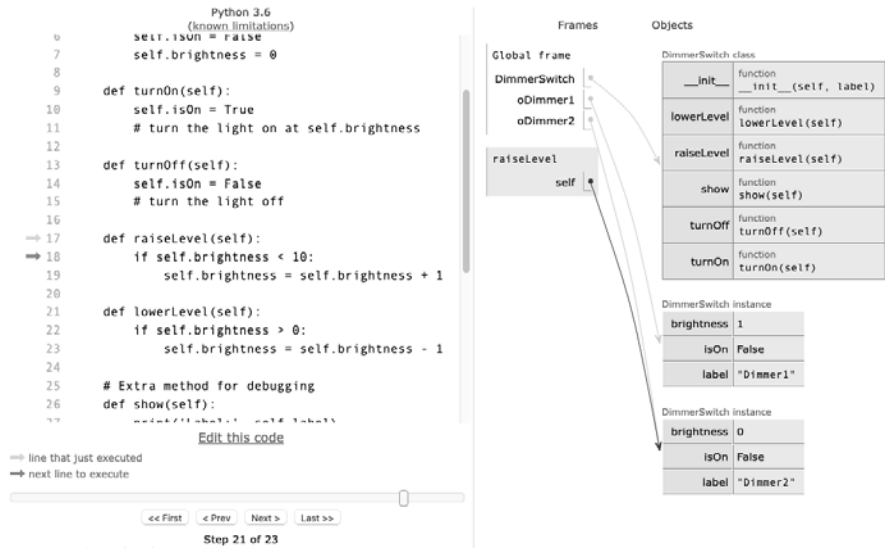 Python 3.6
(known limitations)
6 self.isOn = False
7 self.brightness = 0
8
9 def turnOn(self):
10 self.isOn = True
11 # turn the light on at self.brightness
12
13 def turnOff(self):
14 self.isOn = False
15 # turn the light off
16
17 def raiseLevel(self):
18 if self.brightness < 10:
19 self.brightness = self.brightness + 1
20
21 def lowerLevel(self):
22 if self.brightness > 0:
23 self.brightness = self.brightness - 1
24
25 # Extra method for debugging
26 def show(self):
27 print('Label:', self.label)
Edit this code
line that just executed
next line to execute
<< First < Prev Next > Last >>
Step 21 of 23
Frames Objects
Global frame
DimmerSwitch
oDimmer1
oDimmer2
raiseLevel
self
DimmerSwitch class
__init__ function
__init__(self, label)
lowerLevel function
lowerLevel(self)
raiseLevel function
raiseLevel(self)
show function
show(self)
turnOff function
turnOff(self)
turnOn function
turnOn(self)
DimmerSwitch instance
brightness 1
isOn False
label "Dimmer1"
DimmerSwitch instance
brightness 0
isOn False
label "Dimmer2"